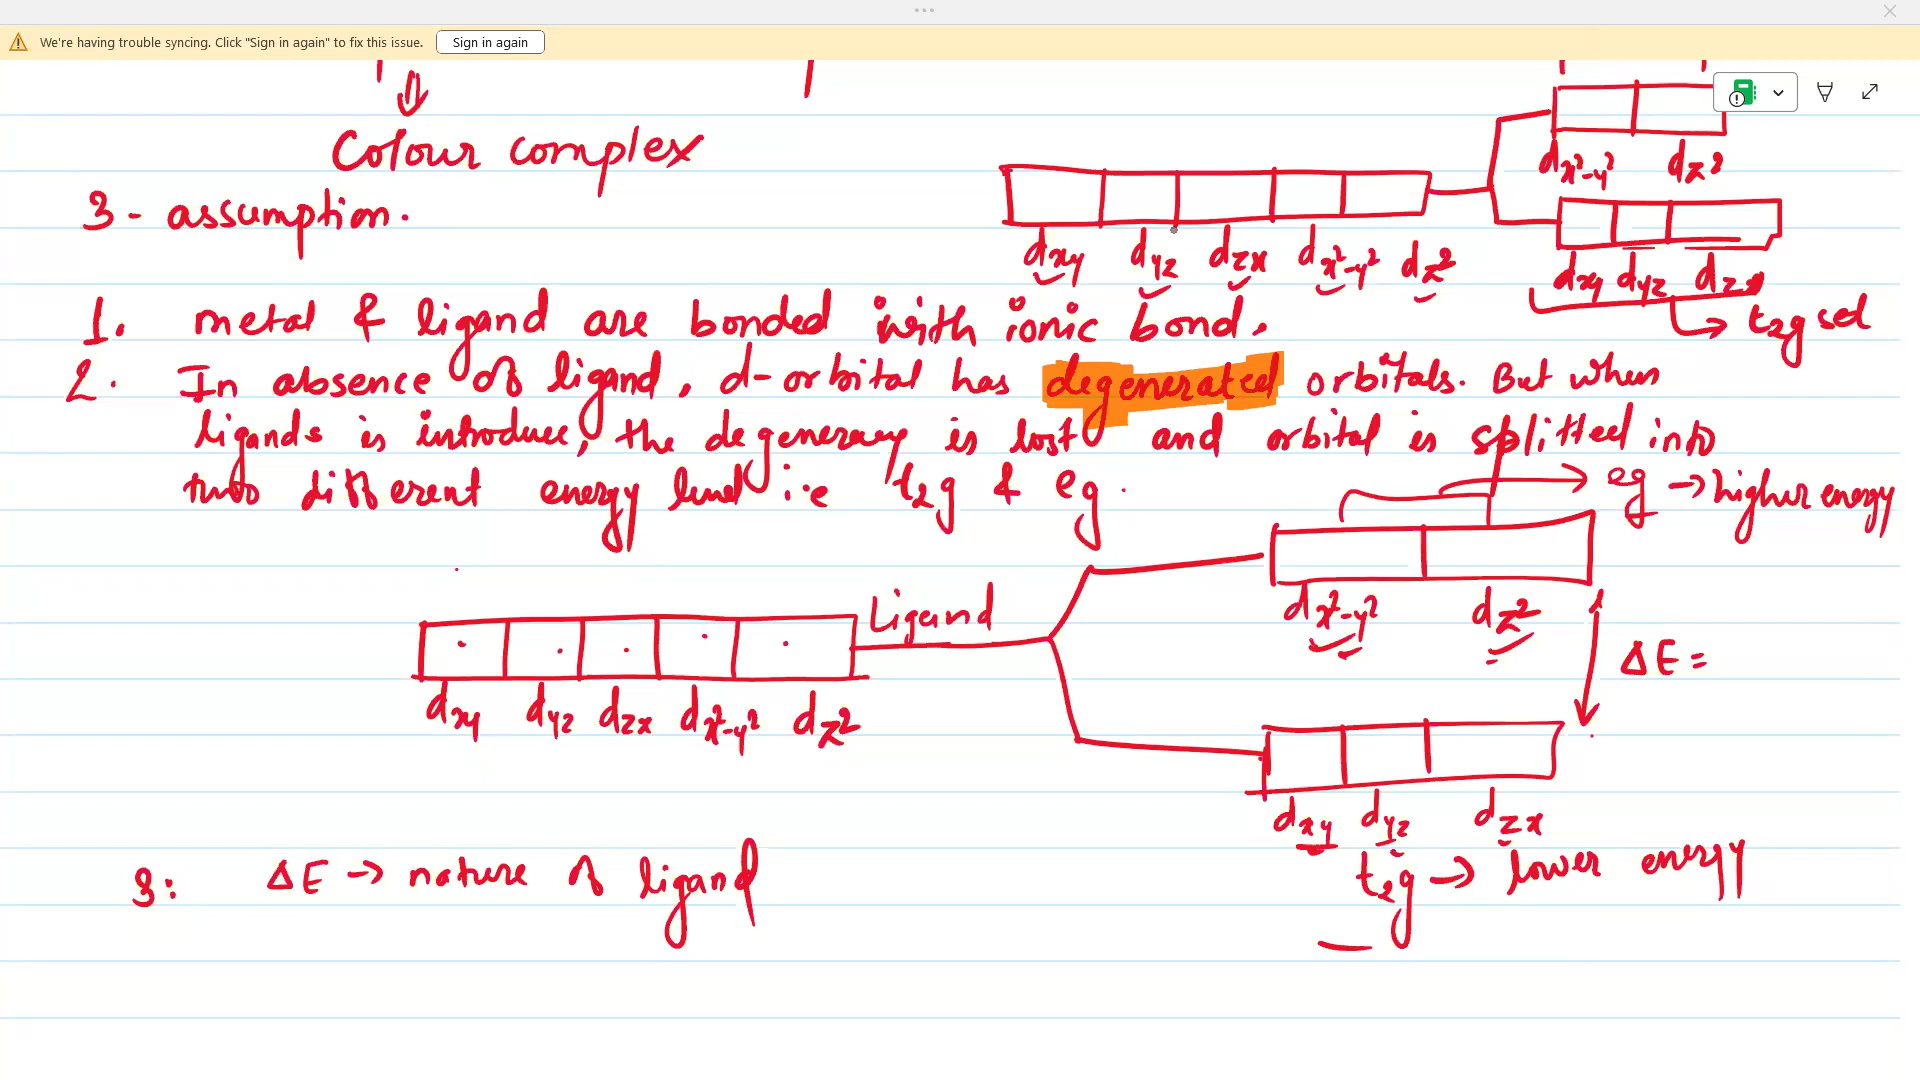 We're having trouble syncing. Click "Sign in again" to fix this issue. Sign in again
Colour complex
dx²-y² dz²
3 - assumption.
dxy dyz dzx dx²-y² dz²
dxy dyz dzx
t₂g set
1. metal & ligand are bonded with ionic bond.
2. In absence of ligand, d-orbital has degenerated orbitals. But when
ligands is introduce, the degeneracy is lost and orbital is splitted into
two different energy level i.e t₂g & eg.
eg → higher energy
Ligand
dx²-y² dz²
ΔE =
dxy dyz dzx dx²-y² dz²
dxy dyz dzx
t₂g → lower energy
3: ΔE → nature of ligand